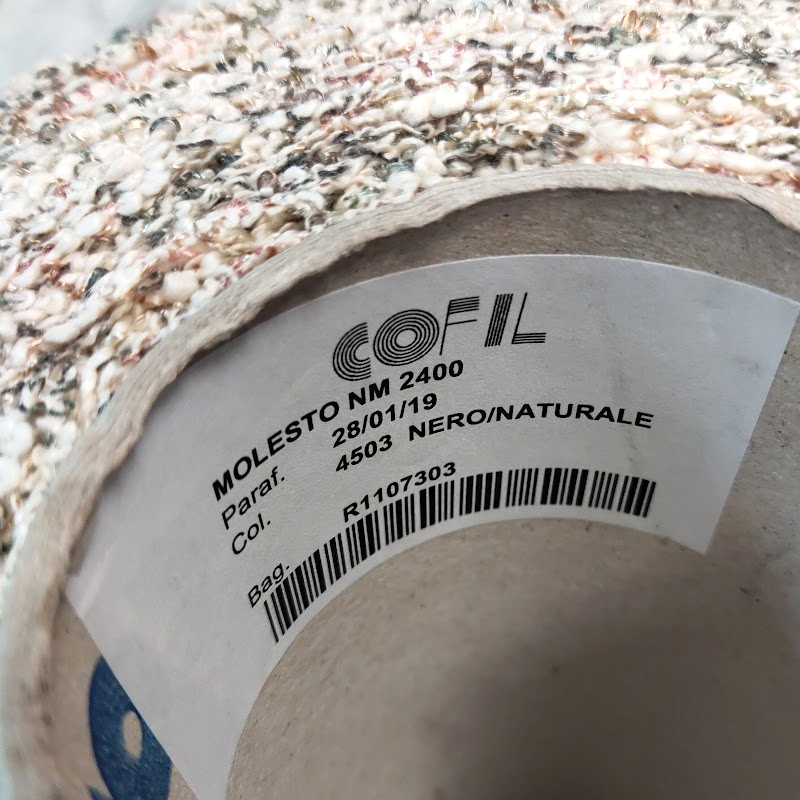 COFIL
MOLESTO NM 2400
Paraf. 28/01/19
Col. 4503 NERO/NATURALE
Bag. R1107303